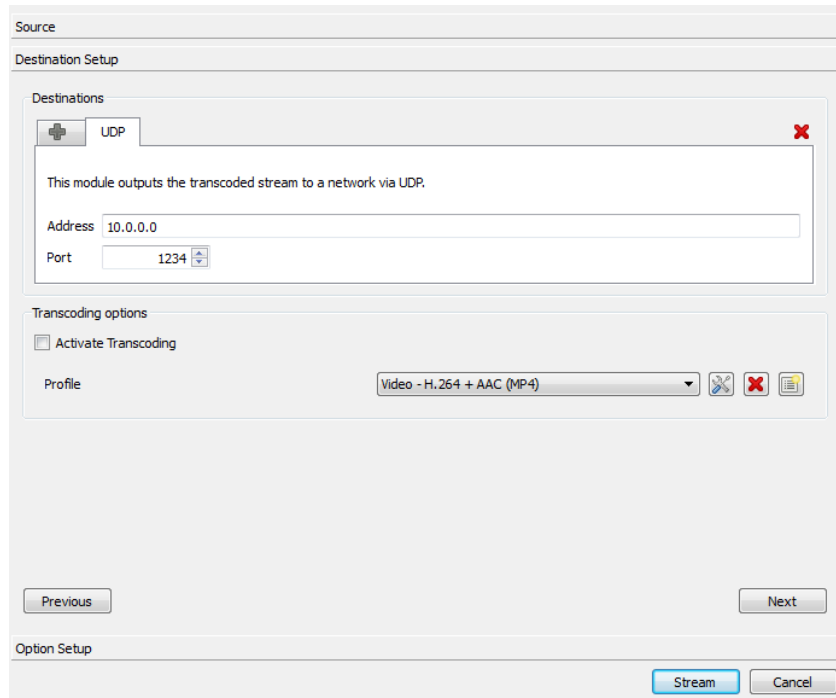 Source
Destination Setup
Destinations
UDP
This module outputs the transcoded stream to a network via UDP.
Address 10.0.0.0
Port 1234
Transcoding options
Activate Transcoding
Profile Video - H.264 + AAC (MP4)
Previous Next
Option Setup
Stream Cancel